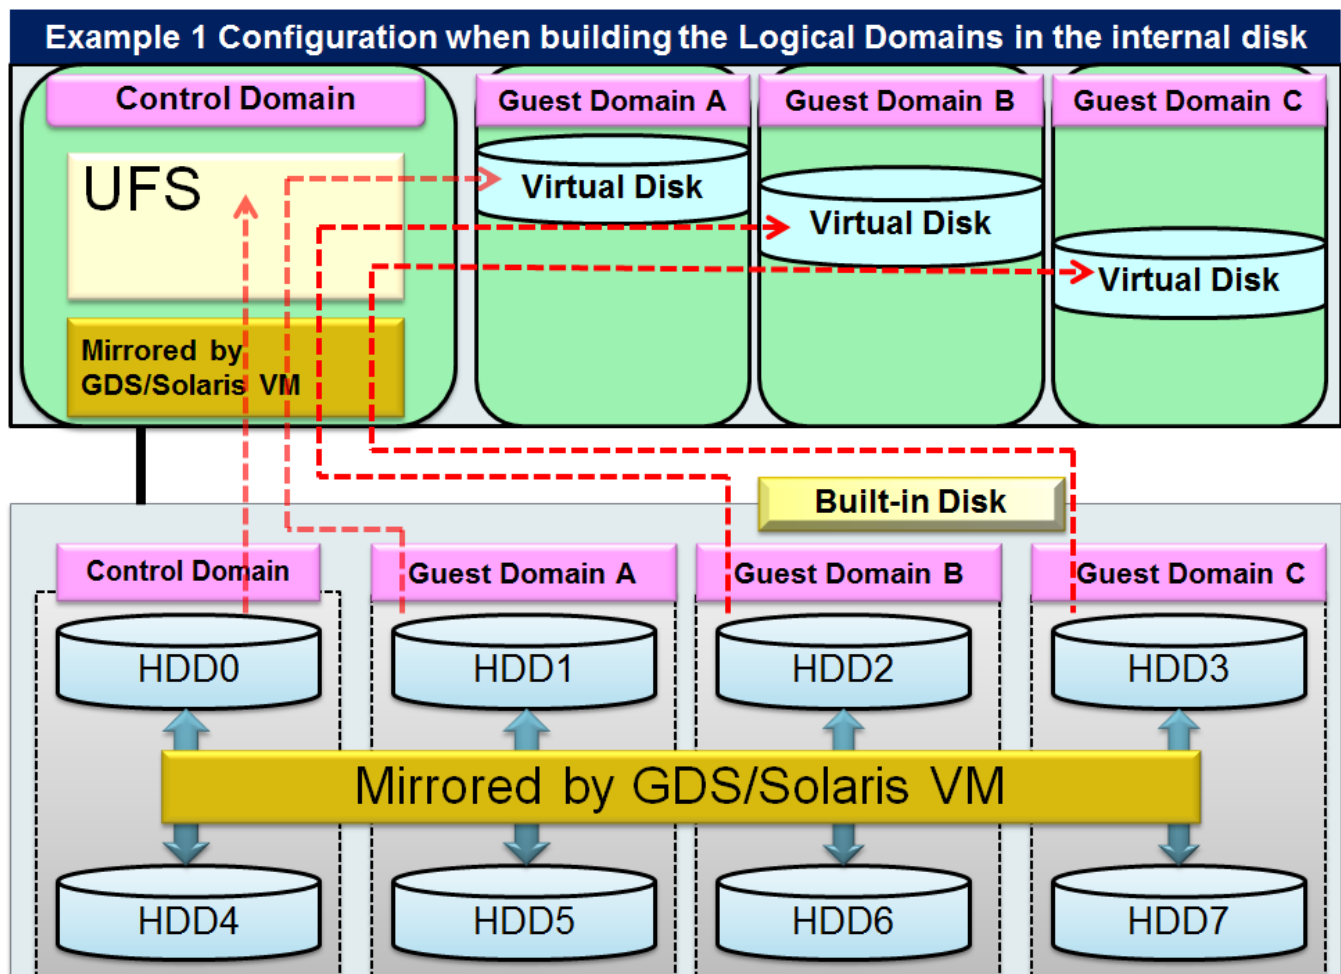 Example 1 Configuration when building the Logical Domains in the internal disk
Control Domain
Guest Domain A
Guest Domain B
Guest Domain C
UFS
Virtual Disk
Virtual Disk
Virtual Disk
Mirrored by
GDS/Solaris VM
Built-in Disk
Control Domain
Guest Domain A
Guest Domain B
Guest Domain C
HDD0
HDD1
HDD2
HDD3
Mirrored by GDS/Solaris VM
HDD4
HDD5
HDD6
HDD7